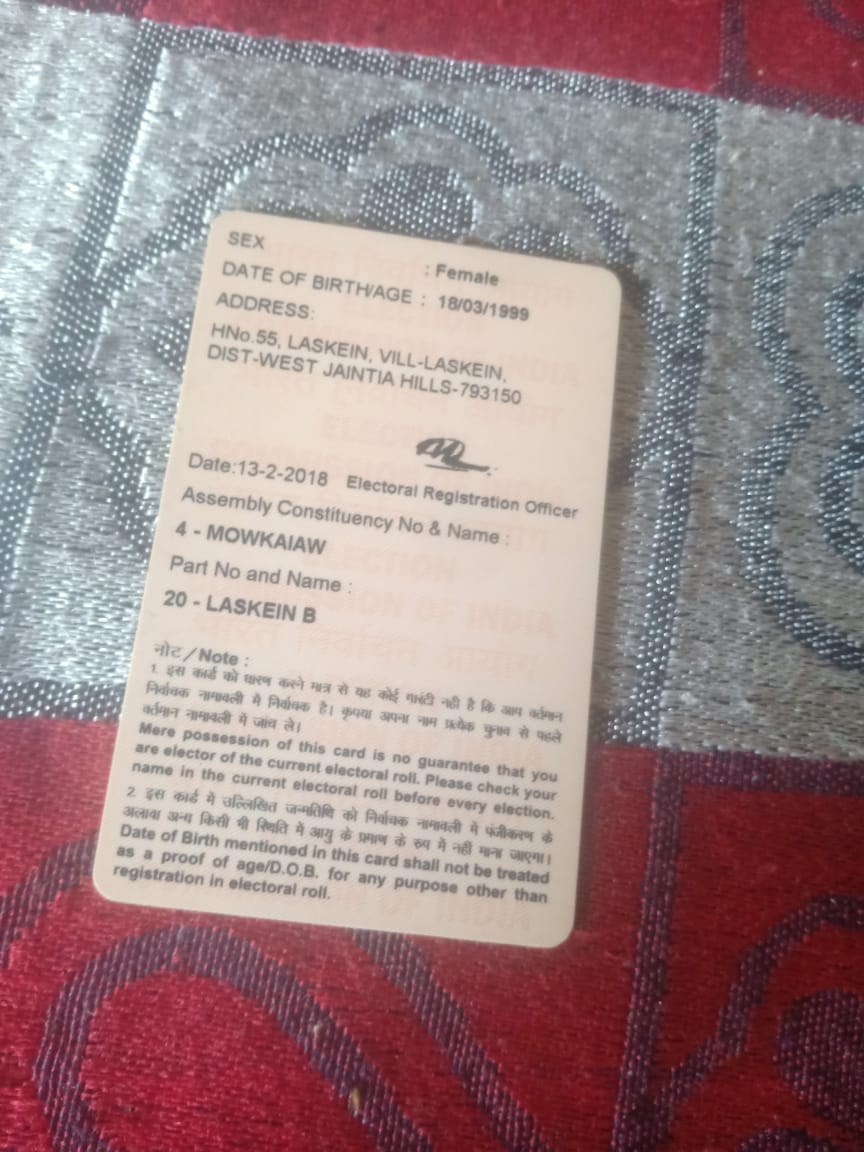 SEX : Female
DATE OF BIRTH/AGE : 18/03/1999
ADDRESS:
HNo.55, LASKEIN, VILL-LASKEIN,
DIST-WEST JAINTIA HILLS-793150
Date:13-2-2018 Electoral Registration Officer
Assembly Constituency No & Name :
4 - MOWKAIAW
Part No and Name :
20 - LASKEIN B
नोट / Note :
1. इस कार्ड को धारण करने मात्र से यह कोई गारंटी नही है कि आप वर्तमान
निर्वाचक नामावली में निर्वाचक है। कृपया अपना नाम प्रत्येक चुनाव से पहले
वर्तमान नामावली में जांच ले।
Mere possession of this card is no guarantee that you
are elector of the current electoral roll. Please check your
name in the current electoral roll before every election.
2. इस कार्ड में उल्लिखित जन्मतिथि को निर्वाचक नामावली में पंजीकरण के
अलावा अन्य किसी भी स्थिति में आयु के प्रमाण के रुप में नहीं माना जाएगा।
Date of Birth mentioned in this card shall not be treated
as a proof of age/D.O.B. for any purpose other than
registration in electoral roll.